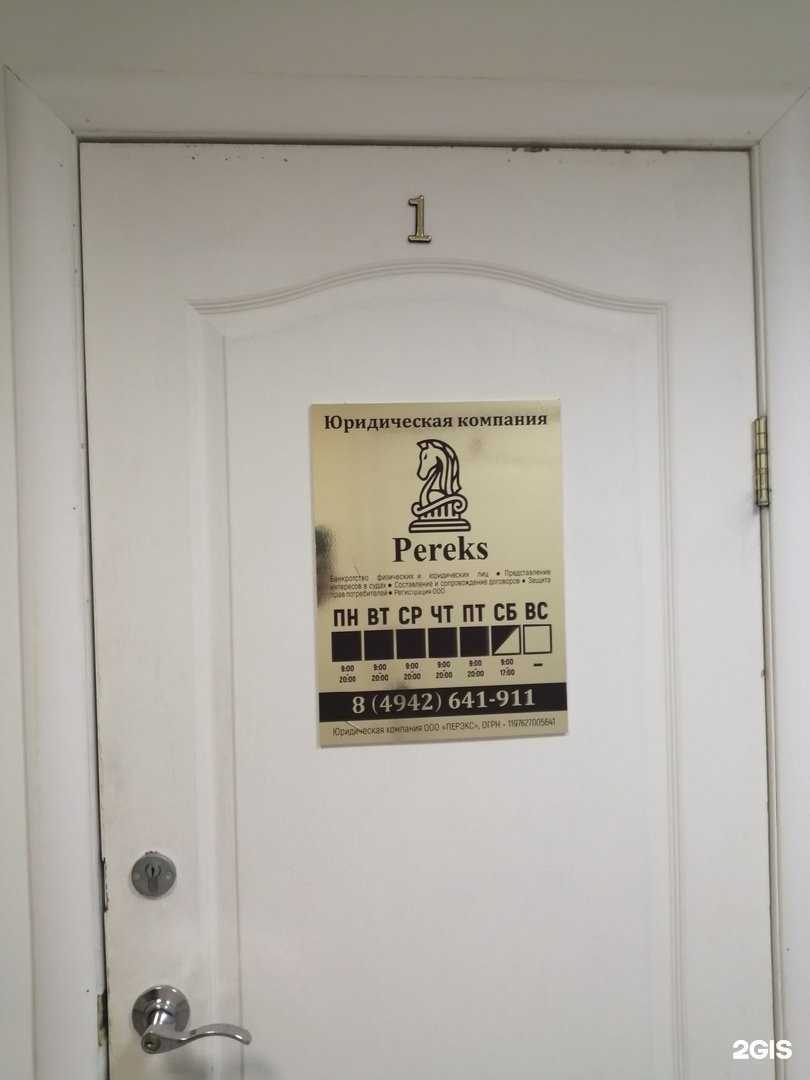 1
Юридическая компания
Pereks
Банкротство физических и юридических лиц • Представление
интересов в судах • Составление и сопровождение договоров • Защита
прав потребителей • Регистрация ООО
ПН ВТ СР ЧТ ПТ СБ ВС
9:00 9:00 9:00 9:00 9:00 9:00 –
20:00 20:00 20:00 20:00 20:00 17:00
8 (4942) 641-911
Юридическая компания ООО «ПЕРЭКС», ОГРН - 1197627005641
2GIS